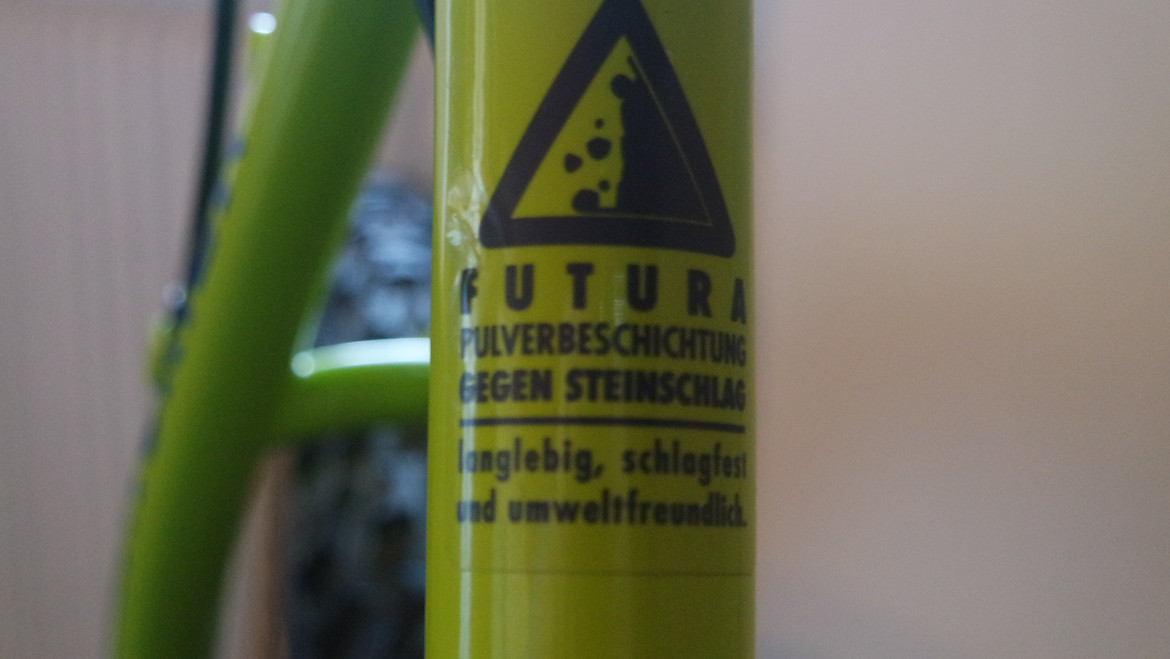 FUTURA
PULVERBESCHICHTUNG
GEGEN STEINSCHLAG
langlebig, schlagfest
und umweltfreundlich.